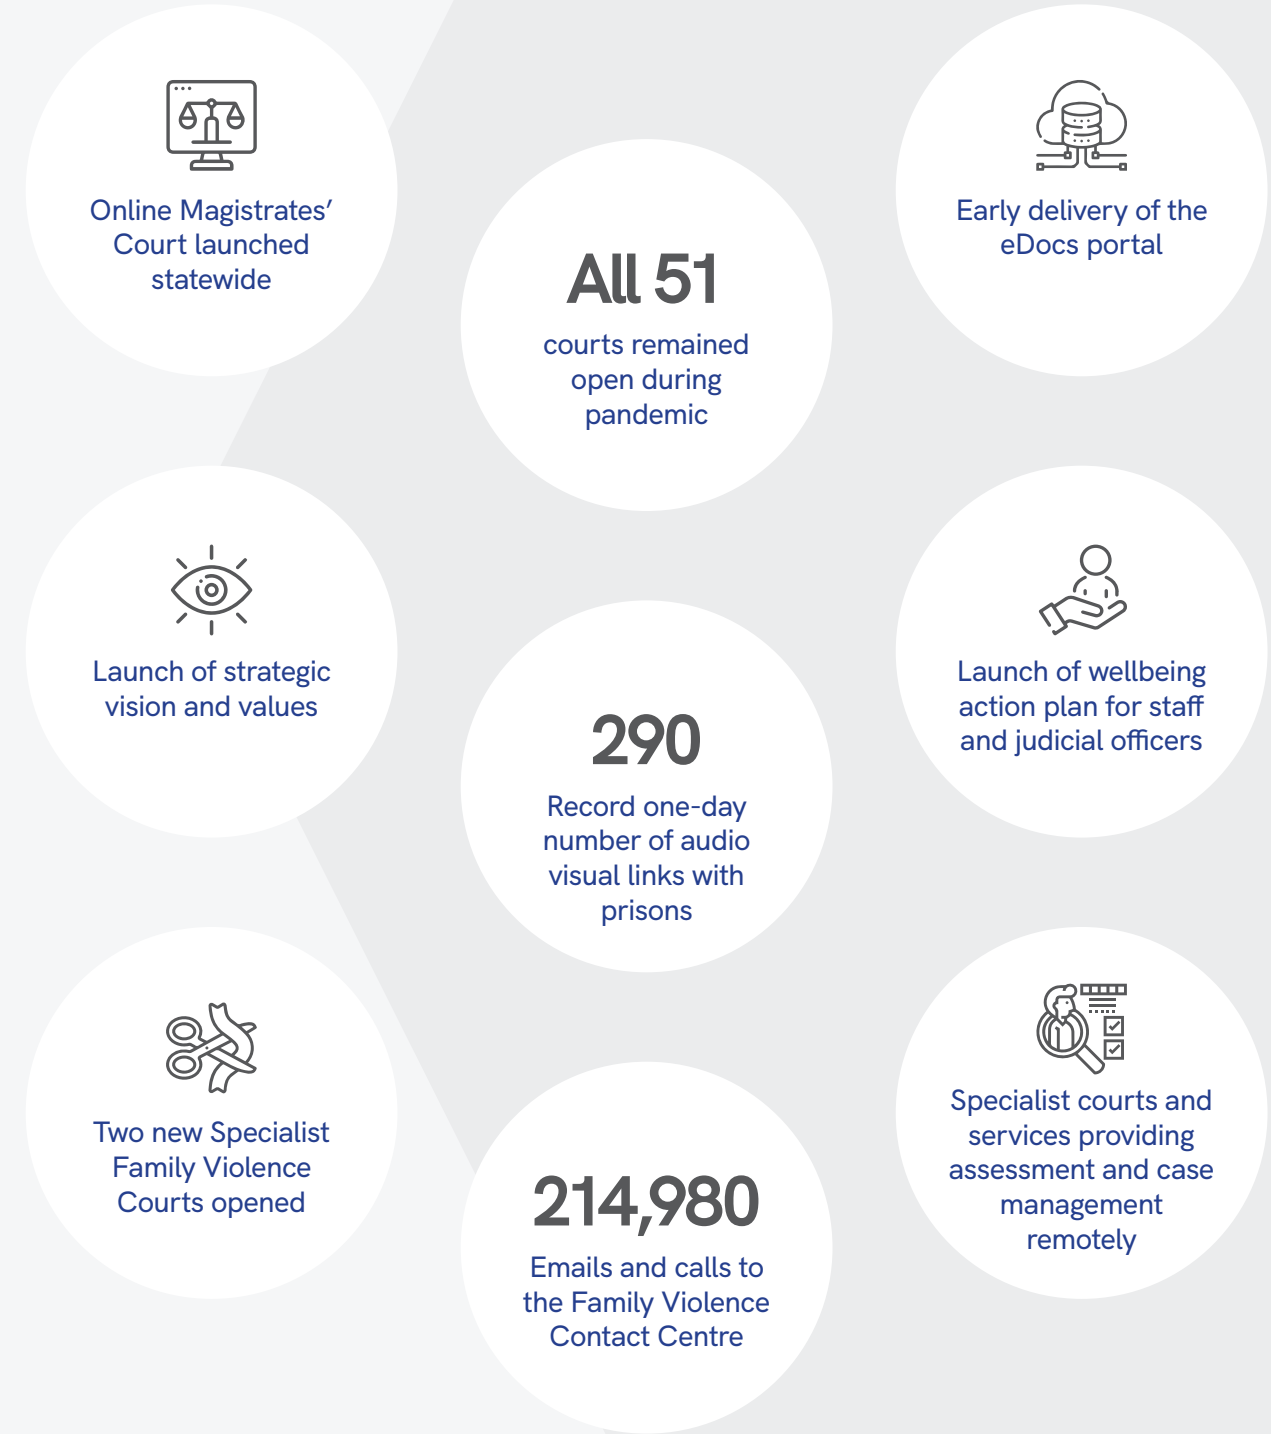 Online Magistrates’
Court launched
statewide
All 51
courts remained
open during
pandemic
Early delivery of the
eDocs portal
Launch of strategic
vision and values
290
Record one-day
number of audio
visual links with
prisons
Launch of wellbeing
action plan for staff
and judicial officers
Two new Specialist
Family Violence
Courts opened
214,980
Emails and calls to
the Family Violence
Contact Centre
Specialist courts and
services providing
assessment and case
management
remotely